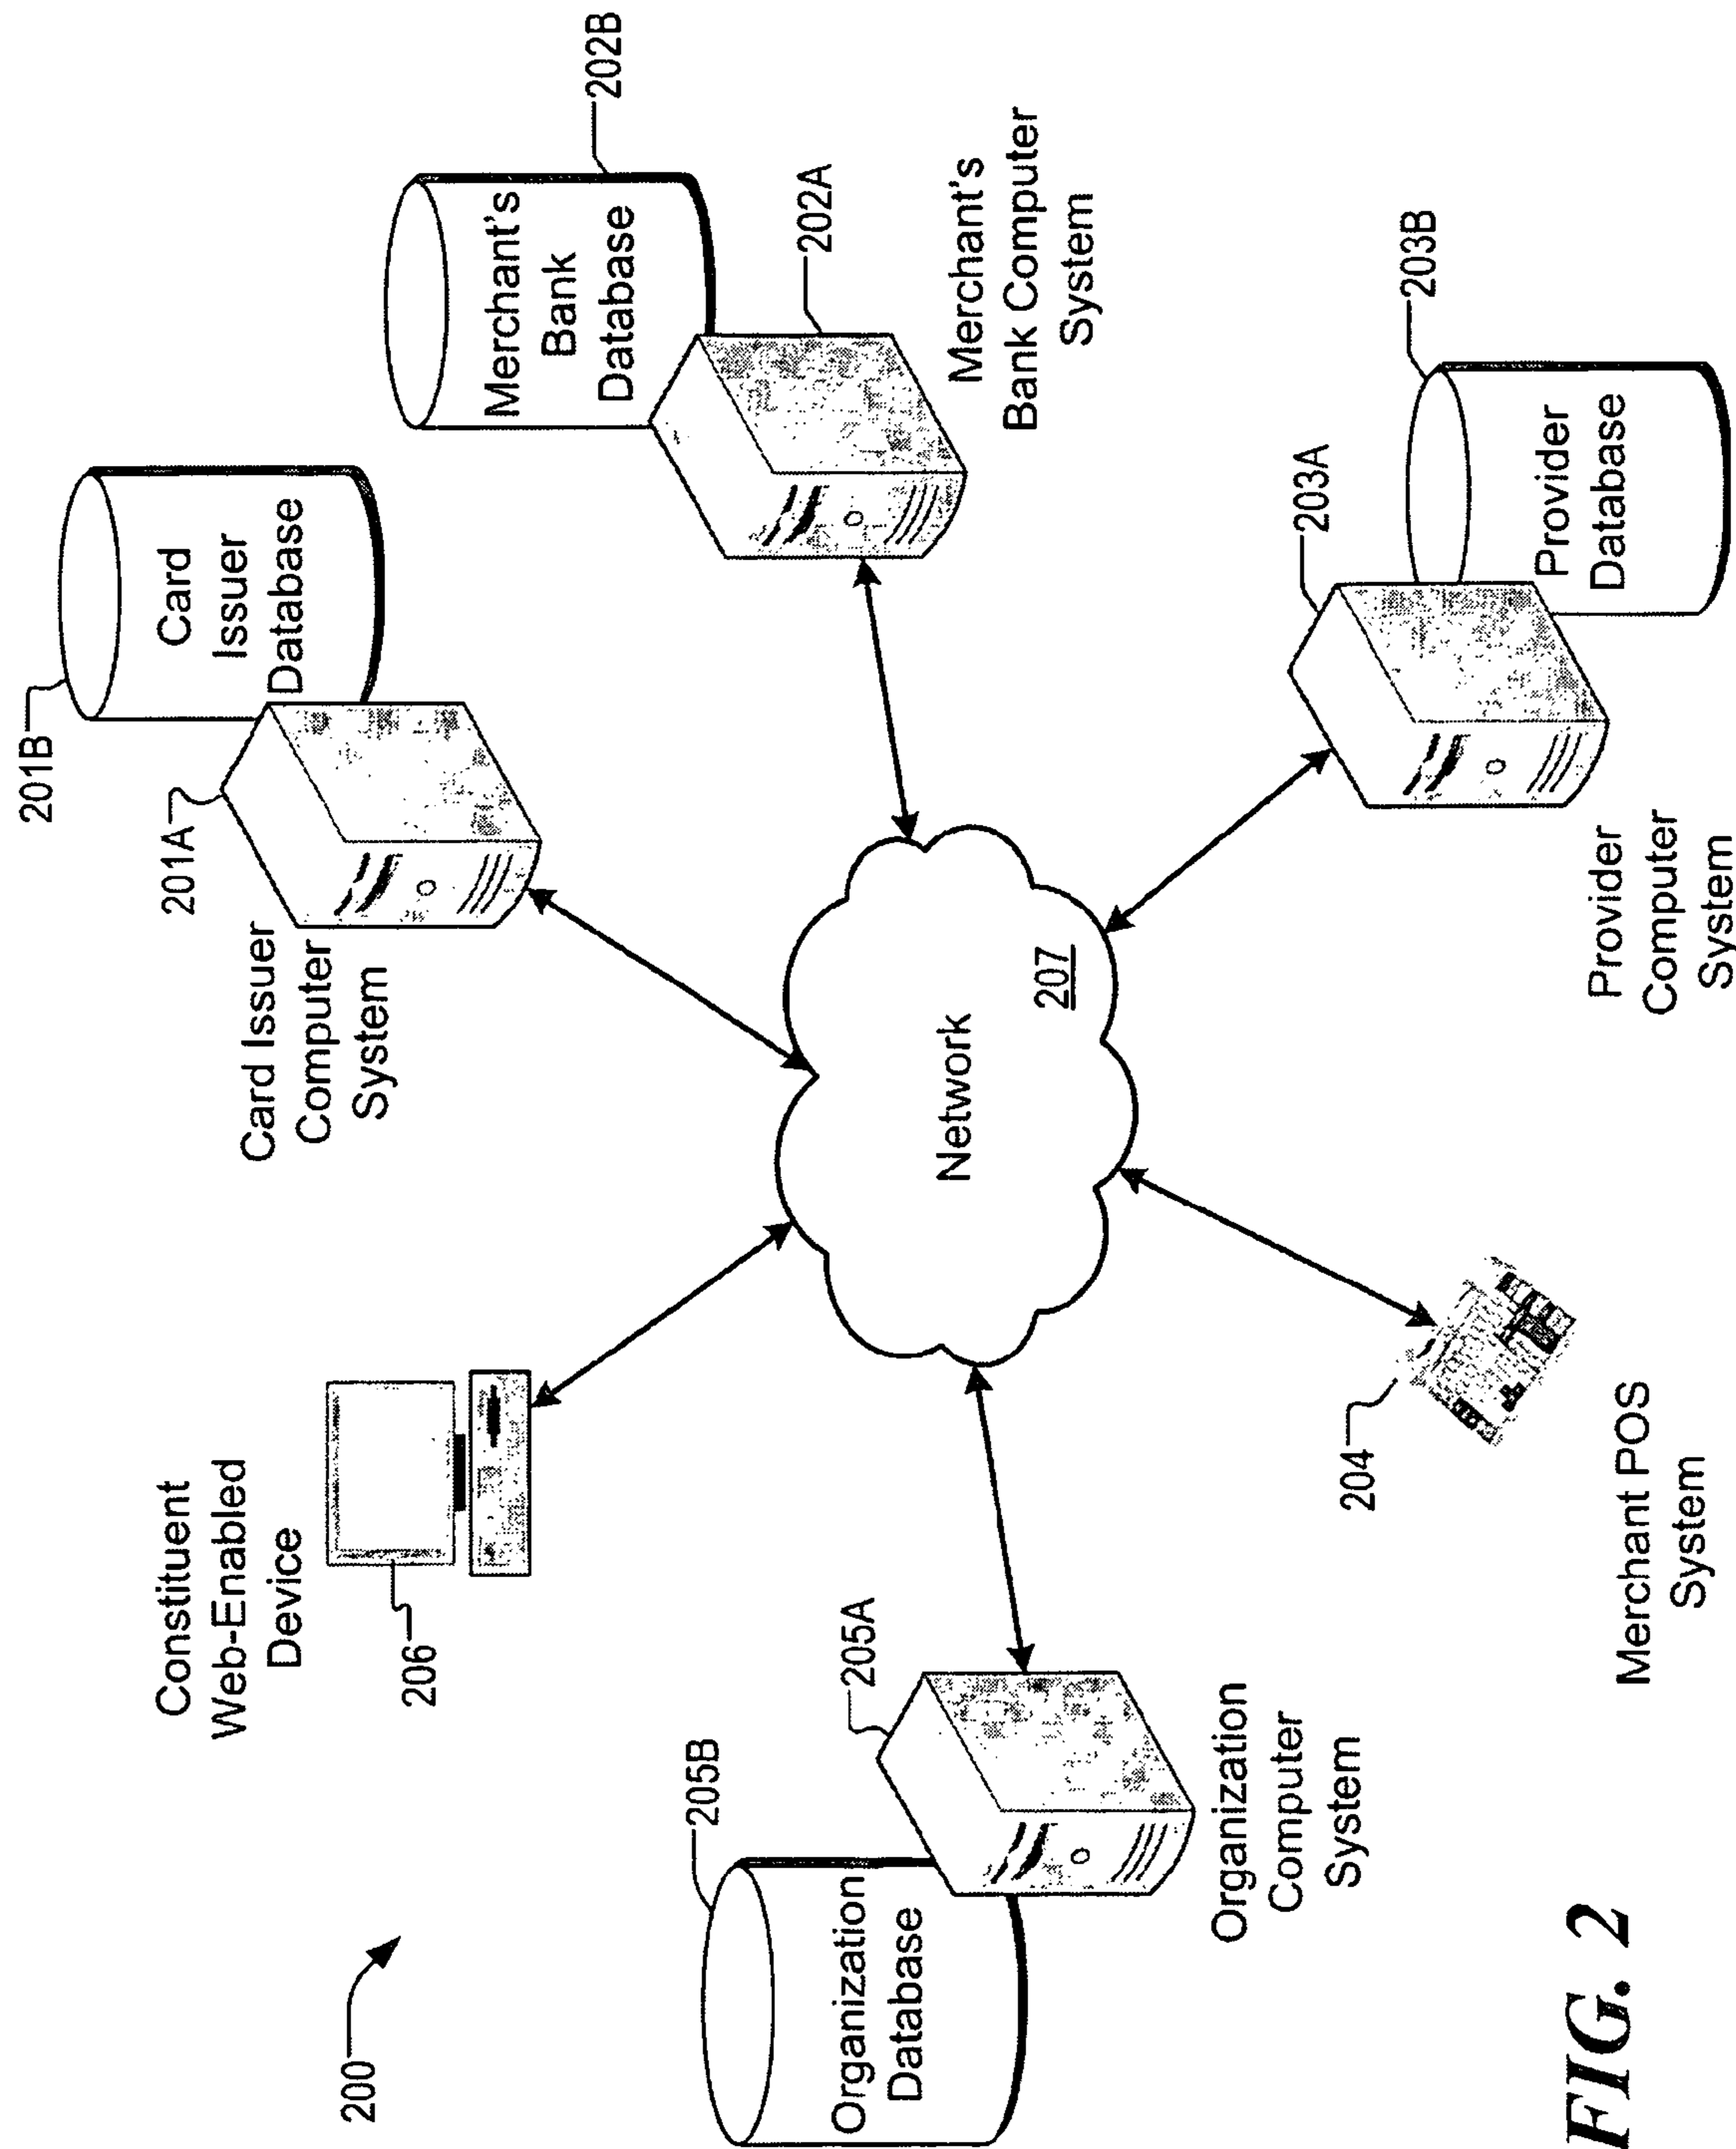 200
Constituent
Web-Enabled
Device
206
201B
201A
Card
Issuer
Database
Card Issuer
Computer
System
Merchant's
Bank
Database
202B
202A
Merchant's
Bank Computer
System
205B
Organization
Database
205A
Organization
Computer
System
Network
207
203A
203B
Provider
Database
Provider
Computer
System
204
Merchant POS
System
FIG. 2